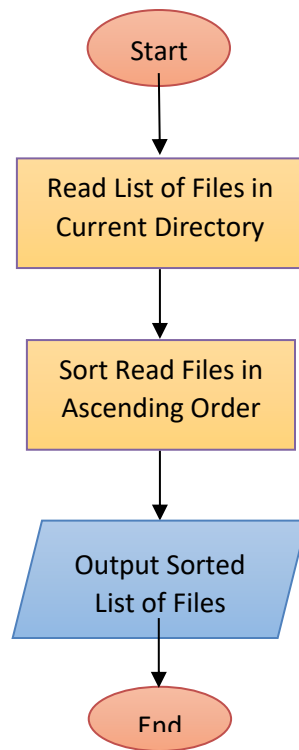 Start
Read List of Files in
Current Directory
Sort Read Files in
Ascending Order
Output Sorted
List of Files
End